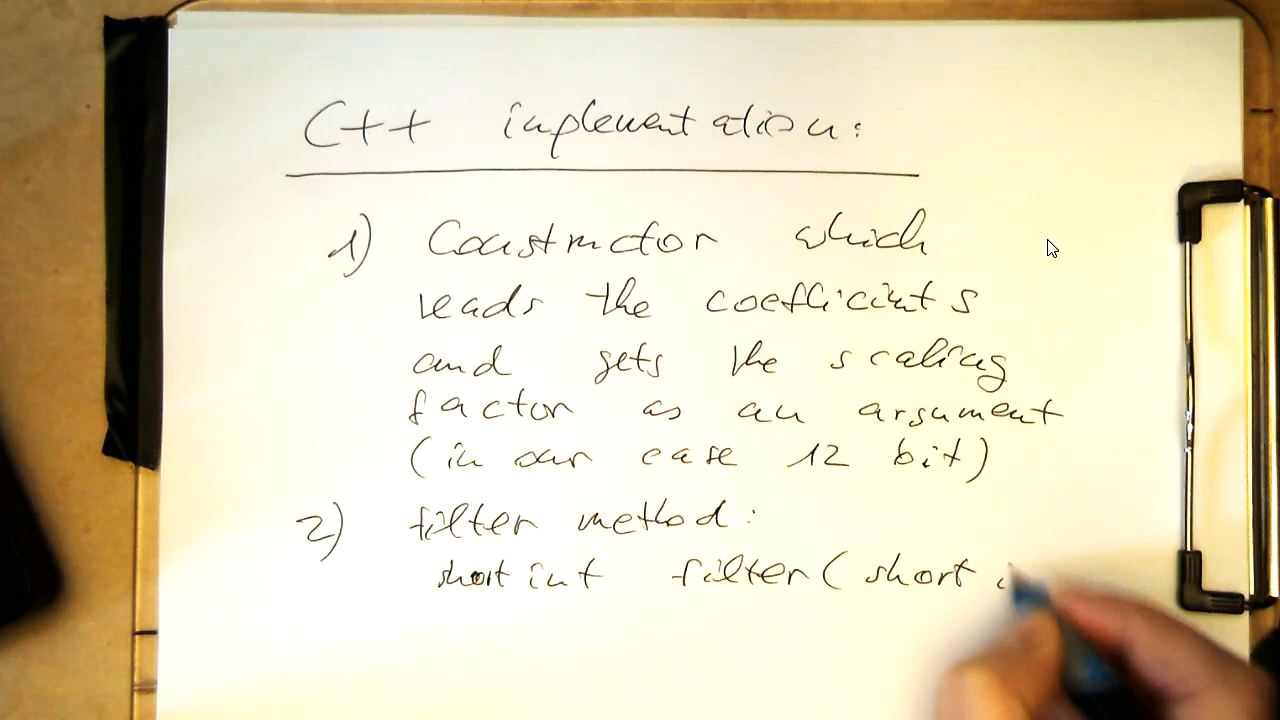 C++ implementation:
1) Constructor which
reads the coefficients
and gets the scaling
factor as an argument
(in our case 12 bit)
2) filter method:
short int filter( short i